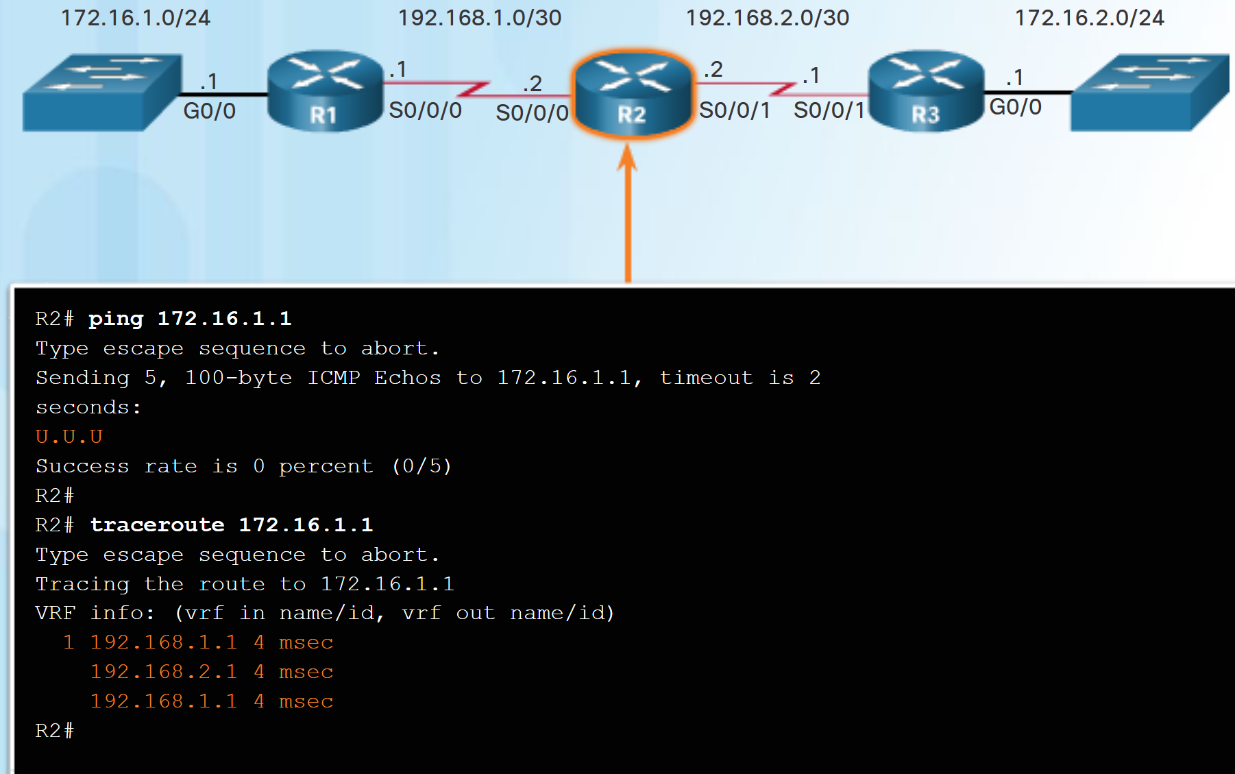 172.16.1.0/24 192.168.1.0/30 192.168.2.0/30 172.16.2.0/24
.1 .1 .2 .2 .1 .1
G0/0 R1 S0/0/0 S0/0/0 R2 S0/0/1 S0/0/1 R3 G0/0
R2# ping 172.16.1.1
Type escape sequence to abort.
Sending 5, 100-byte ICMP Echos to 172.16.1.1, timeout is 2
seconds:
U.U.U
Success rate is 0 percent (0/5)
R2#
R2# traceroute 172.16.1.1
Type escape sequence to abort.
Tracing the route to 172.16.1.1
VRF info: (vrf in name/id, vrf out name/id)
1 192.168.1.1 4 msec
192.168.2.1 4 msec
192.168.1.1 4 msec
R2#